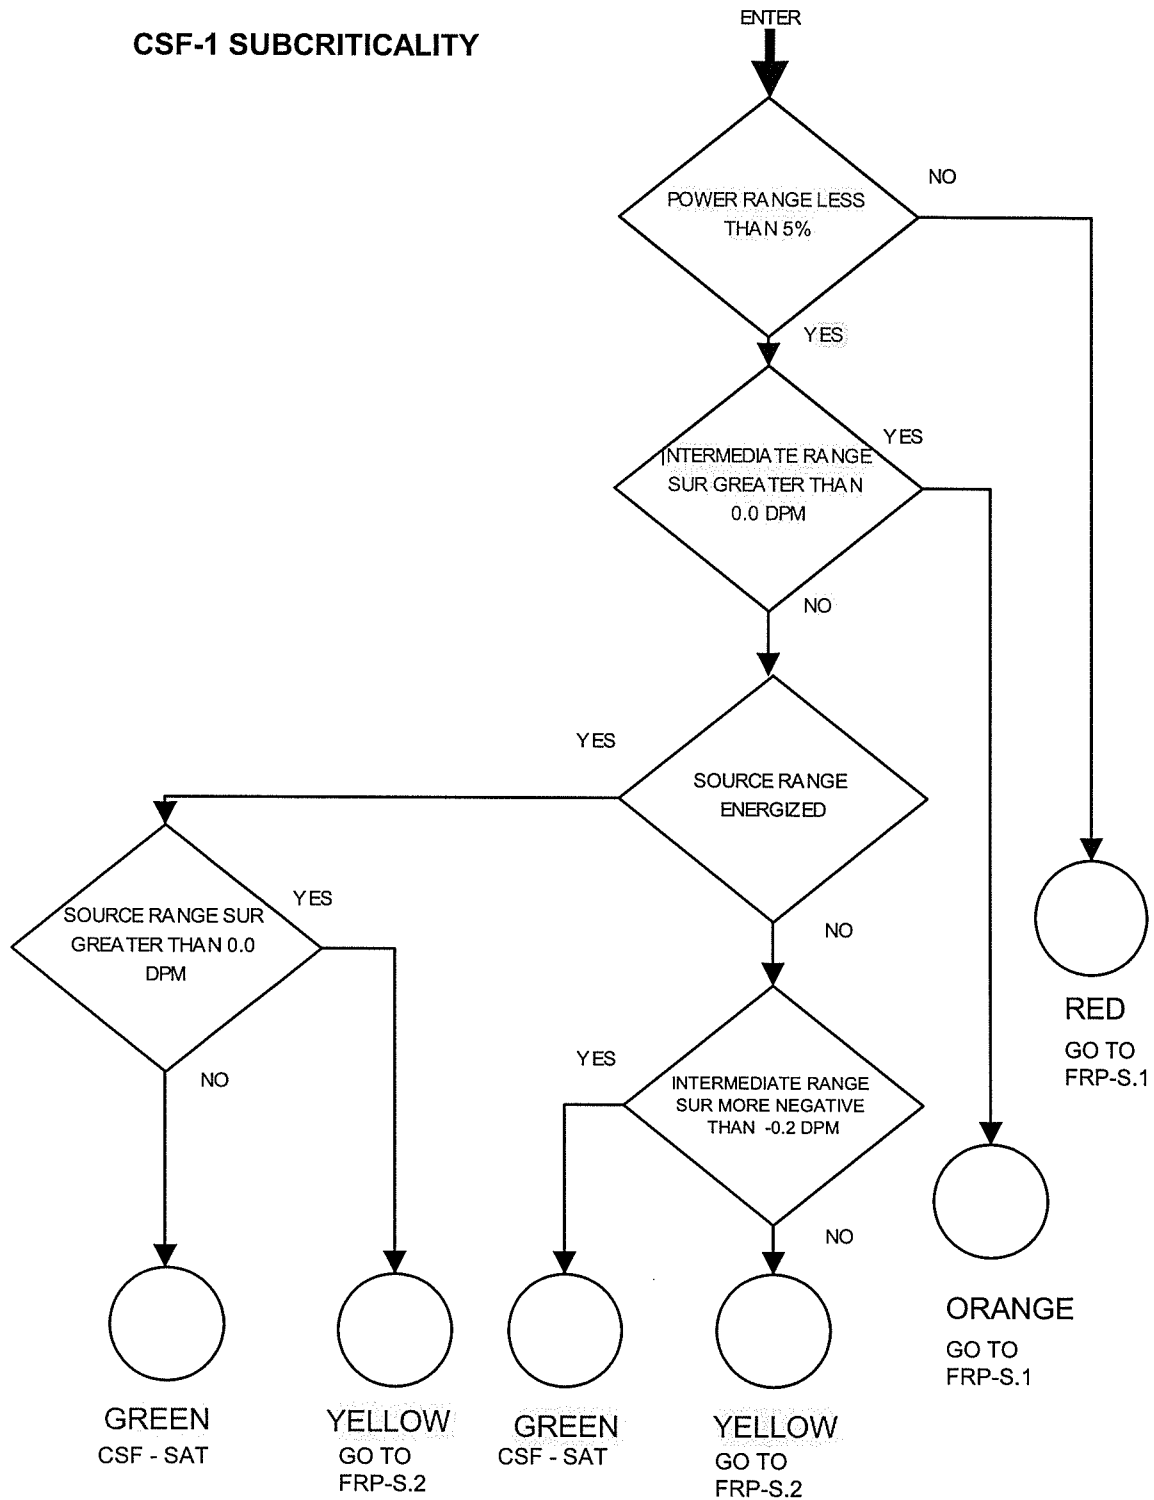 ENTER
CSF-1 SUBCRITICALITY
NO
POWER RANGE LESS
THAN 5%
YES
YES
INTERMEDIATE RANGE
SUR GREATER THAN
0.0 DPM
NO
YES
SOURCE RANGE
ENERGIZED
YES
SOURCE RANGE SUR
GREATER THAN 0.0
DPM
NO
RED
GO TO
FRP-S.1
YES
NO
INTERMEDIATE RANGE
SUR MORE NEGATIVE
THAN -0.2 DPM
NO
ORANGE
GO TO
FRP-S.1
GREEN
CSF - SAT
YELLOW
GO TO
FRP-S.2
GREEN
CSF - SAT
YELLOW
GO TO
FRP-S.2